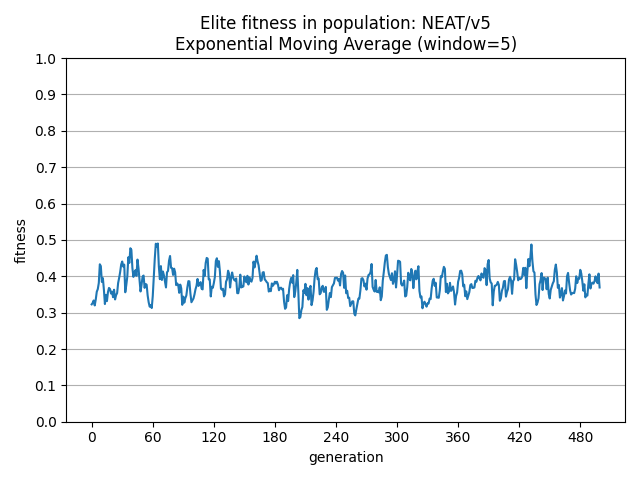 Elite fitness in population: NEAT/v5
Exponential Moving Average (window=5)
fitness
1.0
0.9
0.8
0.7
0.6
0.5
0.4
0.3
0.2
0.1
0.0
0 60 120 180 240 300 360 420 480
generation